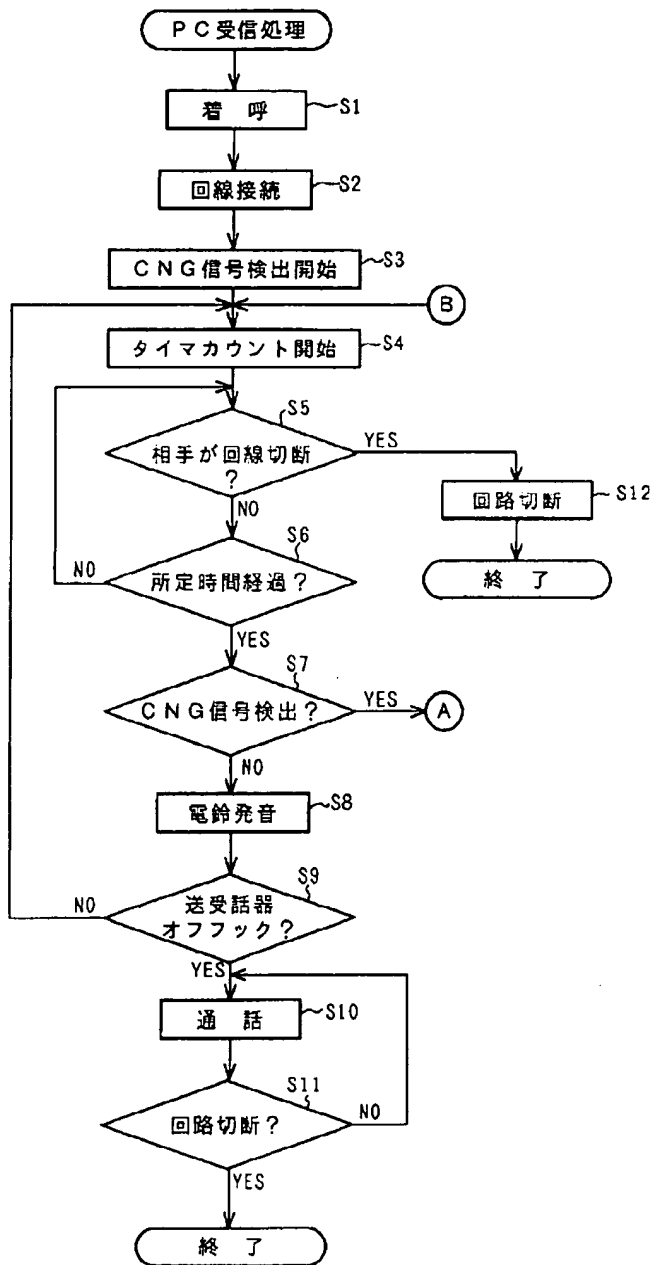 PC受信処理
着 呼
S1
回線接続
S2
CNG信号検出開始
S3
B
タイマカウント開始
S4
S5
相手が回線切断
?
YES
NO
回路切断
S12
終 了
S6
所定時間経過?
NO
YES
S7
CNG信号検出?
YES
A
NO
電鈴発音
S8
S9
送受話器
オフフック?
NO
YES
通 話
S10
S11
回路切断?
NO
YES
終 了